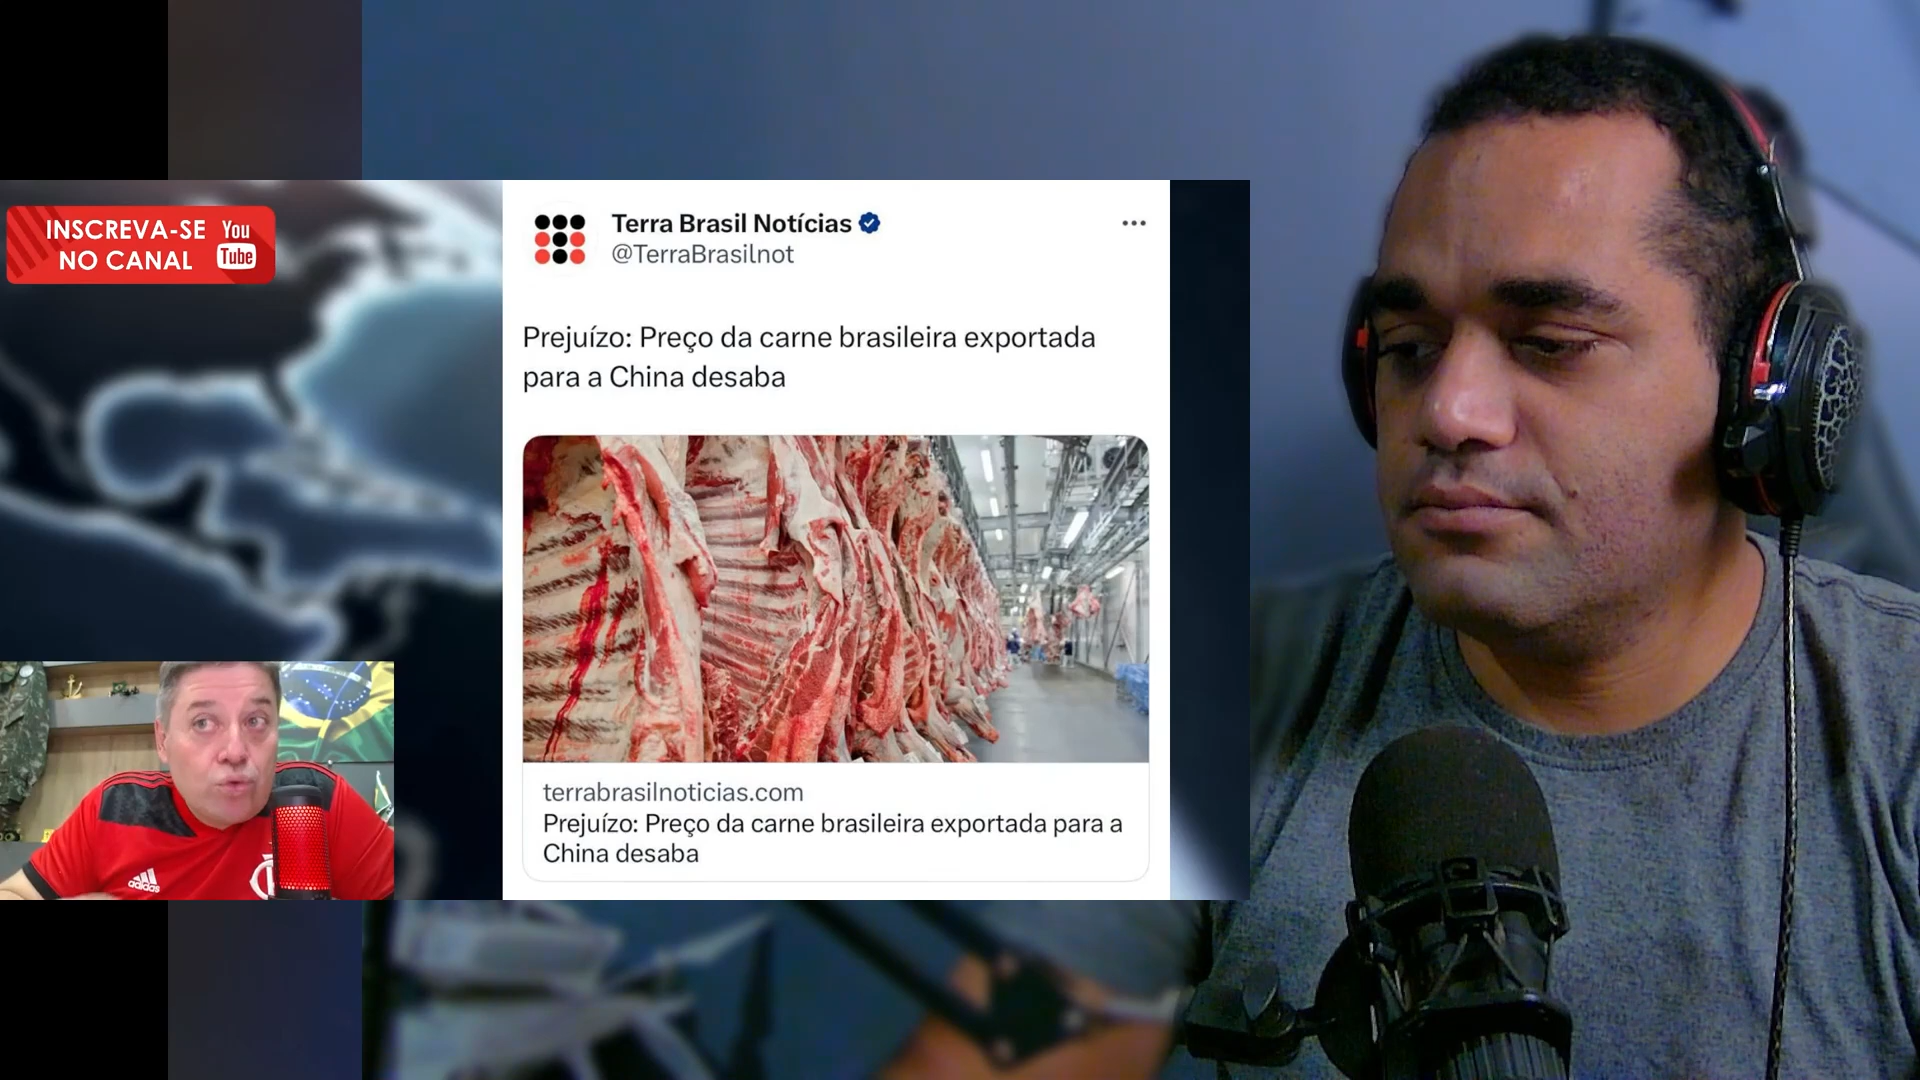 INSCREVA-SE
NO CANAL
You
Tube
Terra Brasil Notícias
@TerraBrasilnot
Prejuízo: Preço da carne brasileira exportada
para a China desaba
terrabrasilnoticias.com
Prejuízo: Preço da carne brasileira exportada para a
China desaba
adidas